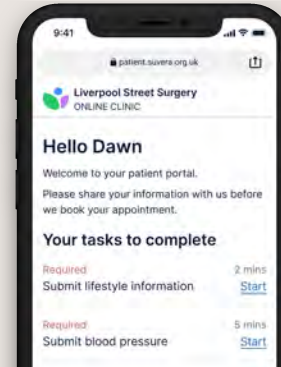 9:41
patient.suvera.org.uk
Liverpool Street Surgery
ONLINE CLINIC
Hello Dawn
Welcome to your patient portal.
Please share your information with us before
we book your appointment.
Your tasks to complete
Required 2 mins
Submit lifestyle information Start
Required 5 mins
Submit blood pressure Start